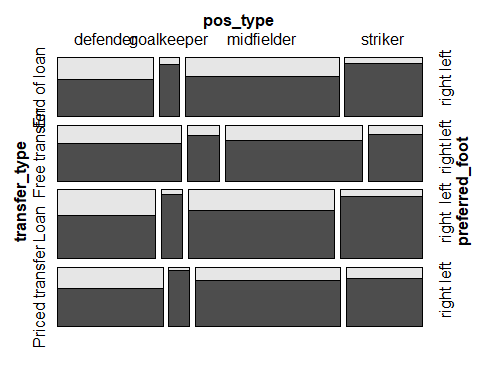 pos_type
defender goalkeeper midfielder striker
transfer_type
End of loan
Free transfer
Loan
Priced transfer
right left
right left
right left
right left
preferred_foot